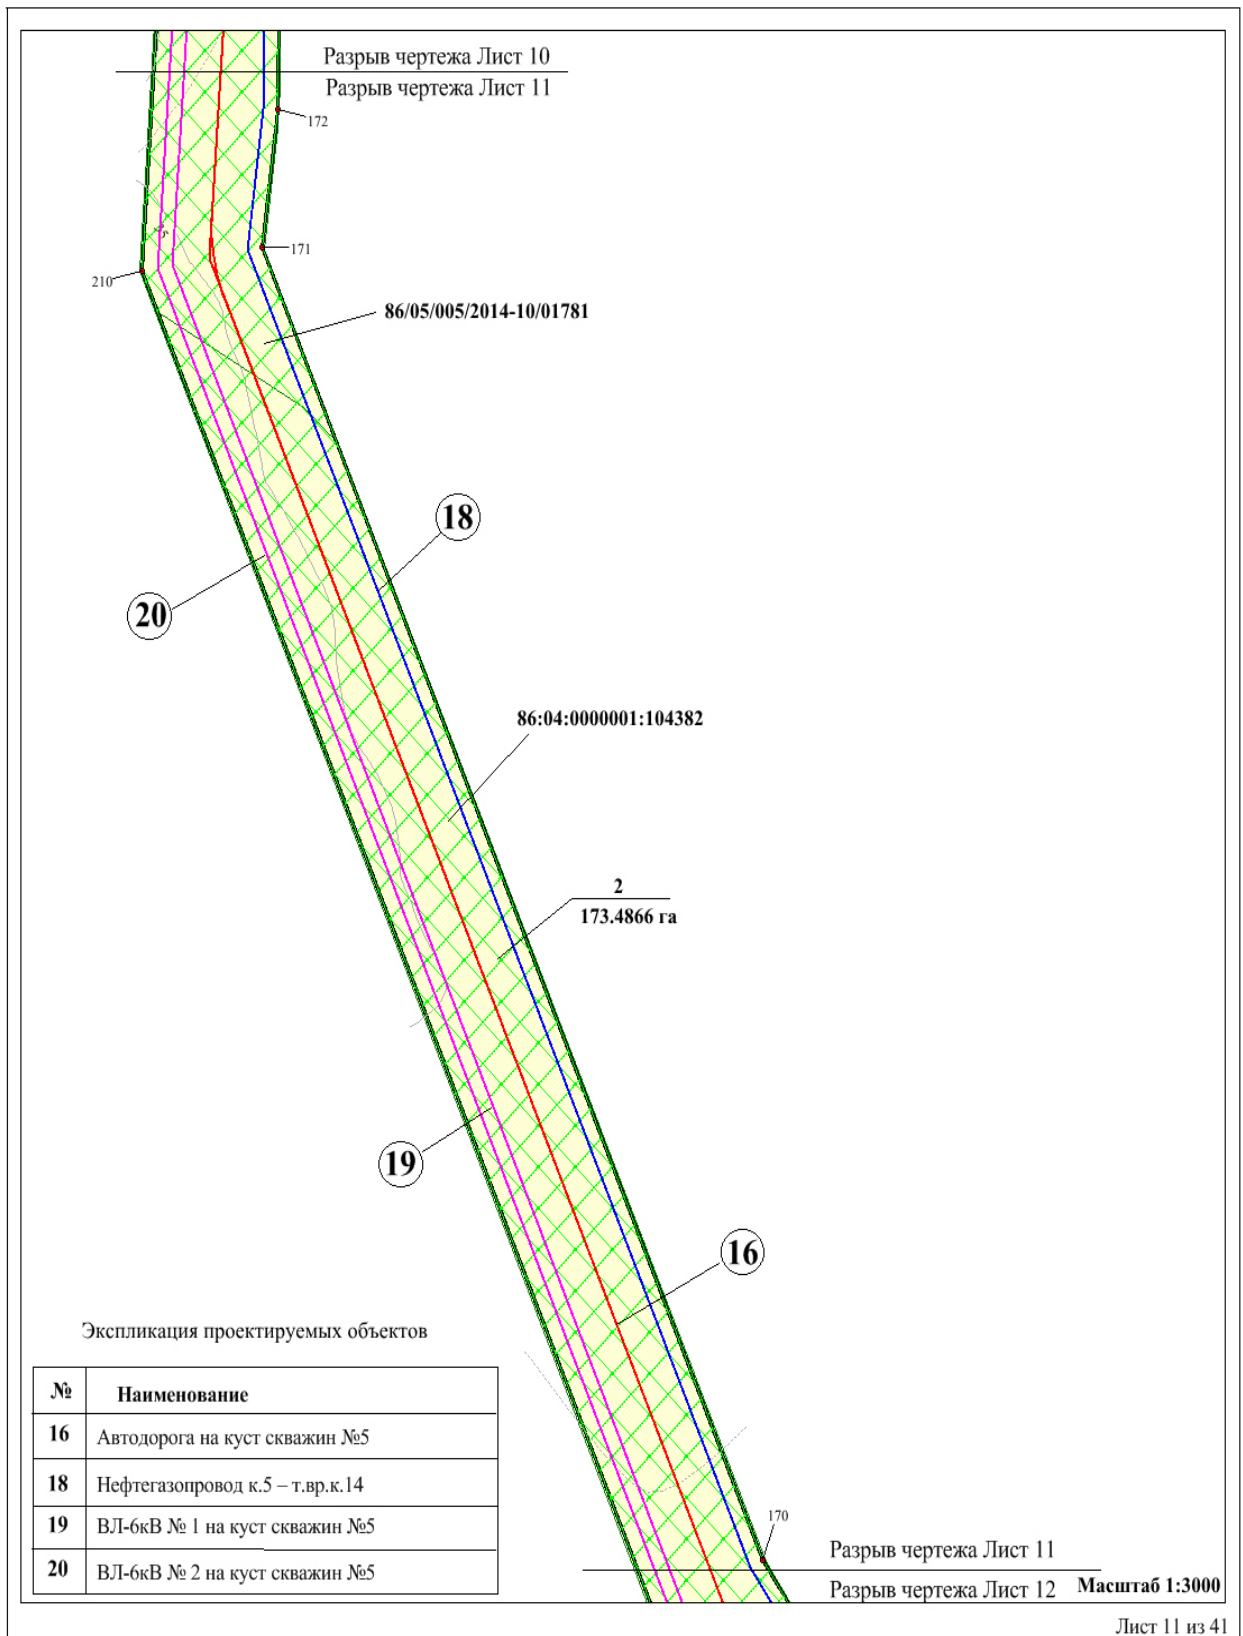 Разрыв чертежа Лист 10
Разрыв чертежа Лист 11
172
171
210
86/05/005/2014-10/01781
18
20
86:04:0000001:104382
2
173.4866 га
19
16
Экспликация проектируемых объектов
№ Наименование
16 Автодорога на куст скважин №5
18 Нефтегазопровод к.5 – т.вр.к.14
19 ВЛ-6кВ № 1 на куст скважин №5
20 ВЛ-6кВ № 2 на куст скважин №5
170
Разрыв чертежа Лист 11
Разрыв чертежа Лист 12
Масштаб 1:3000
Лист 11 из 41